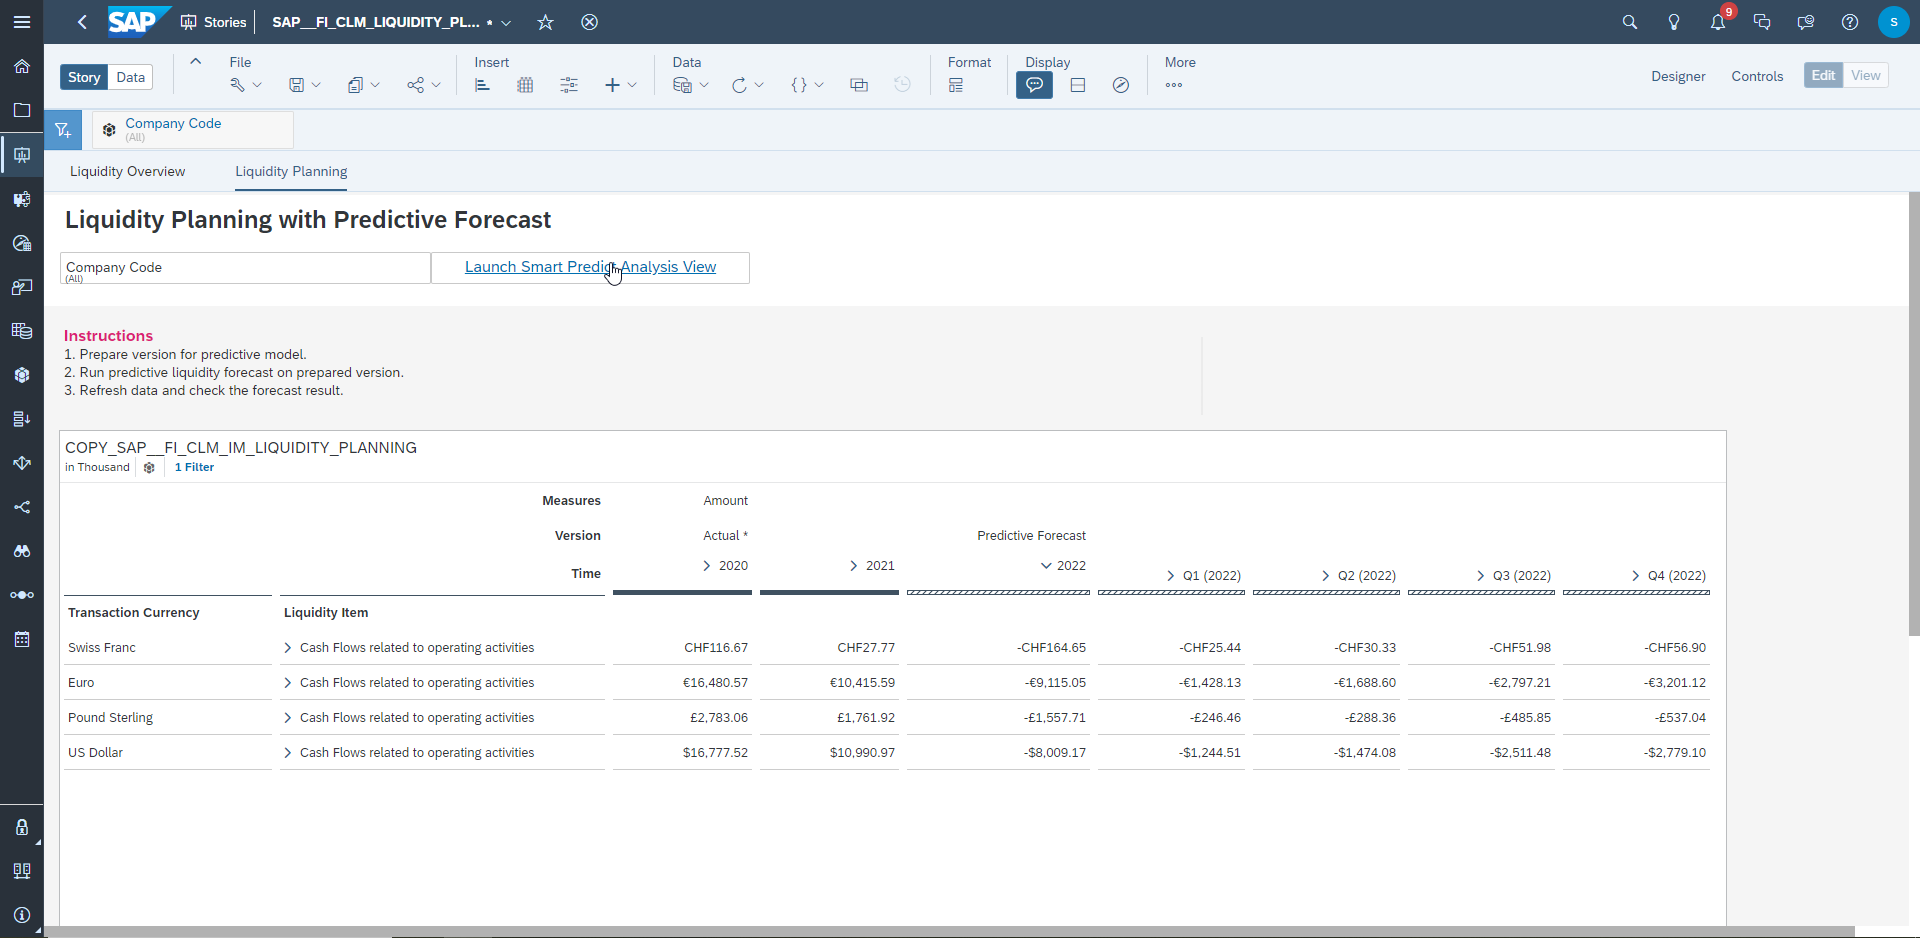 SAP Stories SAP__FI_CLM_LIQUIDITY_PL... * 9 S
Story Data File Insert Data Format Display More Designer Controls Edit View
Company Code
(All)
Liquidity Overview Liquidity Planning
Liquidity Planning with Predictive Forecast
Company Code
(All)
Launch Smart Predict Analysis View
Instructions
1. Prepare version for predictive model.
2. Run predictive liquidity forecast on prepared version.
3. Refresh data and check the forecast result.
COPY_SAP__FI_CLM_IM_LIQUIDITY_PLANNING
in Thousand 1 Filter
Measures Amount
Version Actual * Predictive Forecast
Time 2020 2021 2022 Q1 (2022) Q2 (2022) Q3 (2022) Q4 (2022)
Transaction Currency Liquidity Item
Swiss Franc Cash Flows related to operating activities CHF116.67 CHF27.77 -CHF164.65 -CHF25.44 -CHF30.33 -CHF51.98 -CHF56.90
Euro Cash Flows related to operating activities €16,480.57 €10,415.59 -€9,115.05 -€1,428.13 -€1,688.60 -€2,797.21 -€3,201.12
Pound Sterling Cash Flows related to operating activities £2,783.06 £1,761.92 -£1,557.71 -£246.46 -£288.36 -£485.85 -£537.04
US Dollar Cash Flows related to operating activities $16,777.52 $10,990.97 -$8,009.17 -$1,244.51 -$1,474.08 -$2,511.48 -$2,779.10